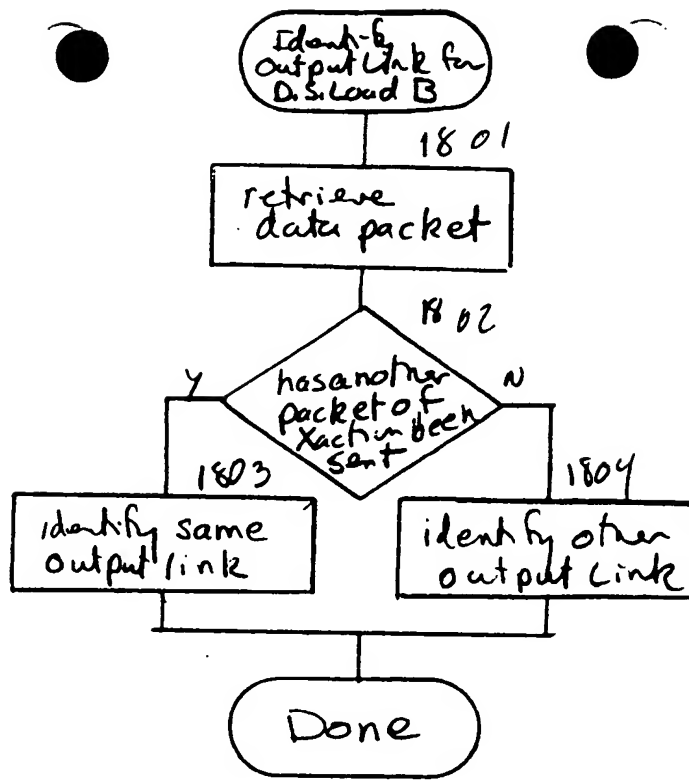 Identify
Output Link for
D.S. Load B
1801
retrieve
data packet
1802
Y
N
has another
packet of
Xaction been
sent
1803
1804
identify same
output link
identify other
output Link
Done